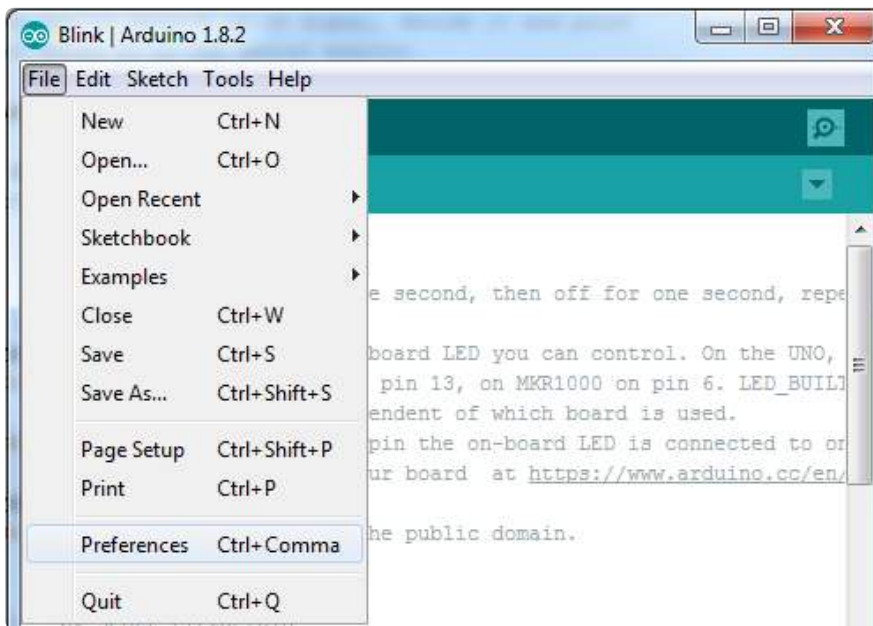 Blink | Arduino 1.8.2
File Edit Sketch Tools Help
New Ctrl+N
Open... Ctrl+O
Open Recent
Sketchbook
Examples
e second, then off for one second, repe
Close Ctrl+W
Save Ctrl+S
board LED you can control. On the UNO,
Save As... Ctrl+Shift+S
pin 13, on MKR1000 on pin 6. LED_BUILT
endent of which board is used.
Page Setup Ctrl+Shift+P
pin the on-board LED is connected to on
ur board at https://www.arduino.cc/en/
Print Ctrl+P
he public domain.
Preferences Ctrl+Comma
Quit Ctrl+Q